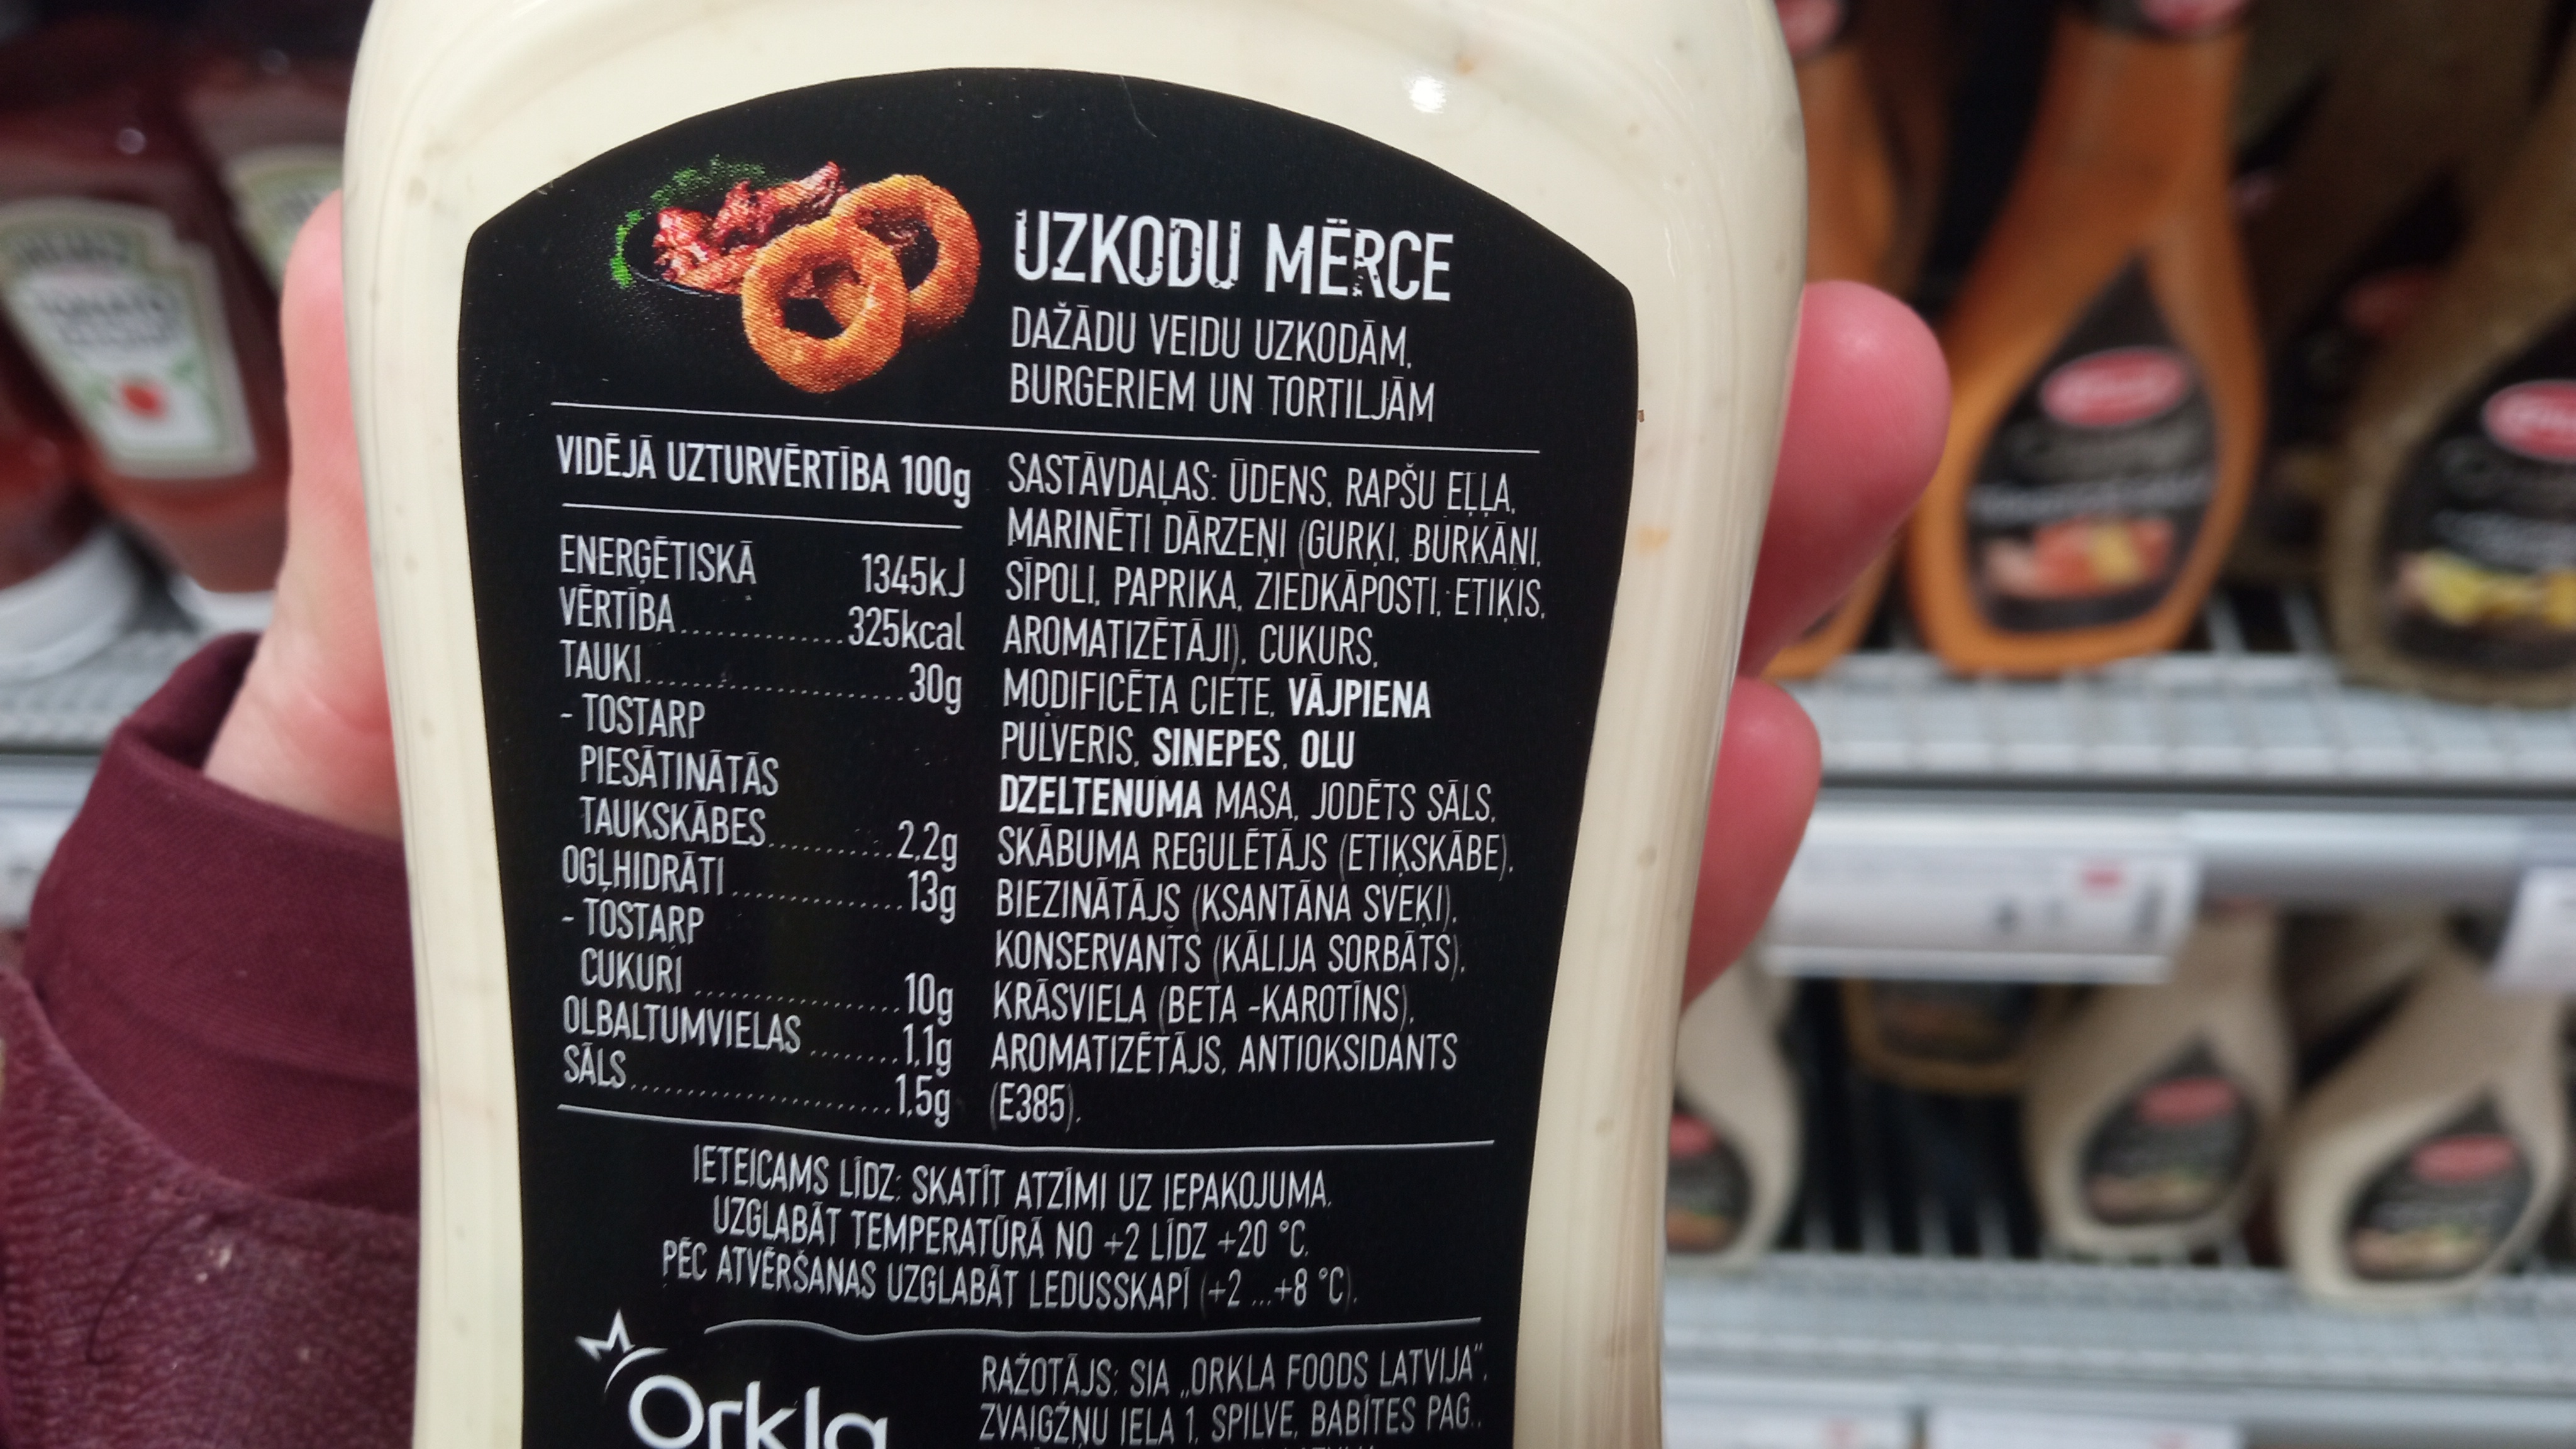 UZKODU MĒRCE
DAŽĀDU VEIDU UZKODĀM,
BURGERIEM UN TORTILJĀM
VIDĒJĀ UZTURVĒRTĪBA 100g
ENERĢĒTISKĀ 1345kJ
VĒRTĪBA 325kcal
TAUKI 30g
- TOSTARP
PIESĀTINĀTĀS
TAUKSKĀBES 2,2g
OGĻHIDRĀTI 13g
- TOSTARP
CUKURI 10g
OLBALTUMVIELAS 1,1g
SĀLS 1,5g
SASTĀVDAĻAS: ŪDENS, RAPŠU EĻĻA,
MARINĒTI DĀRZEŅI (GURĶI, BURKĀNI,
SĪPOLI, PAPRIKA, ZIEDKĀPOSTI, ETIĶIS,
AROMATIZĒTĀJI), CUKURS,
MODIFICĒTA CIETE, VĀJPIENA
PULVERIS, SINEPES, OLU
DZELTENUMA MASA, JODĒTS SĀLS,
SKĀBUMA REGULĒTĀJS (ETIĶSKĀBE),
BIEZINĀTĀJS (KSANTĀNA SVEĶI),
KONSERVANTS (KĀLIJA SORBĀTS),
KRĀSVIELA (BETA -KAROTĪNS),
AROMATIZĒTĀJS, ANTIOKSIDANTS
(E385).
IETEICAMS LĪDZ: SKATĪT ATZĪMI UZ IEPAKOJUMA.
UZGLABĀT TEMPERATŪRĀ NO +2 LĪDZ +20 °C.
PĒC ATVĒRŠANAS UZGLABĀT LEDUSSKAPĪ (+2 ...+8 °C).
Orkla
RAŽOTĀJS: SIA „ORKLA FOODS LATVIJA",
ZVAIGŽŅU IELA 1, SPILVE, BABĪTES PAG.,